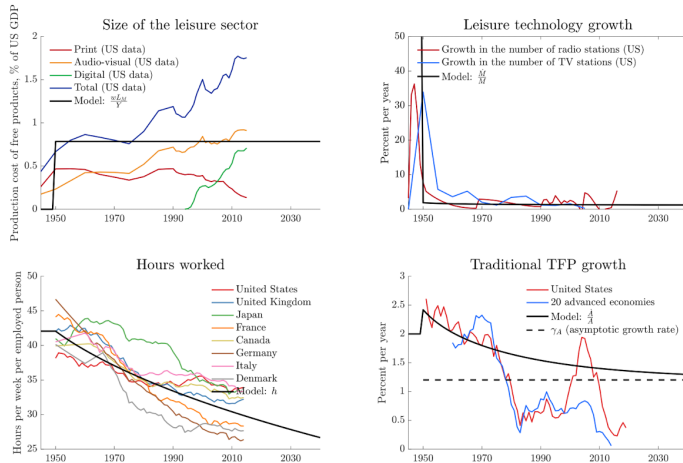 Size of the leisure sector
Production cost of free products, % of US GDP
2
1.5
1
0.5
0
Print (US data)
Audio-visual (US data)
Digital (US data)
Total (US data)
Model: wL_M/Y
1950
1970
1990
2010
2030
Leisure technology growth
Percent per year
50
40
30
20
10
0
Growth in the number of radio stations (US)
Growth in the number of TV stations (US)
Model: Ṁ/M
1950
1970
1990
2010
2030
Hours worked
Hours per week per employed person
50
45
40
35
30
25
United States
United Kingdom
Japan
France
Canada
Germany
Italy
Denmark
Model: h
1950
1970
1990
2010
2030
Traditional TFP growth
Percent per year
3
2.5
2
1.5
1
0.5
0
United States
20 advanced economies
Model: Ȧ/A
γ_A (asymptotic growth rate)
1950
1970
1990
2010
2030